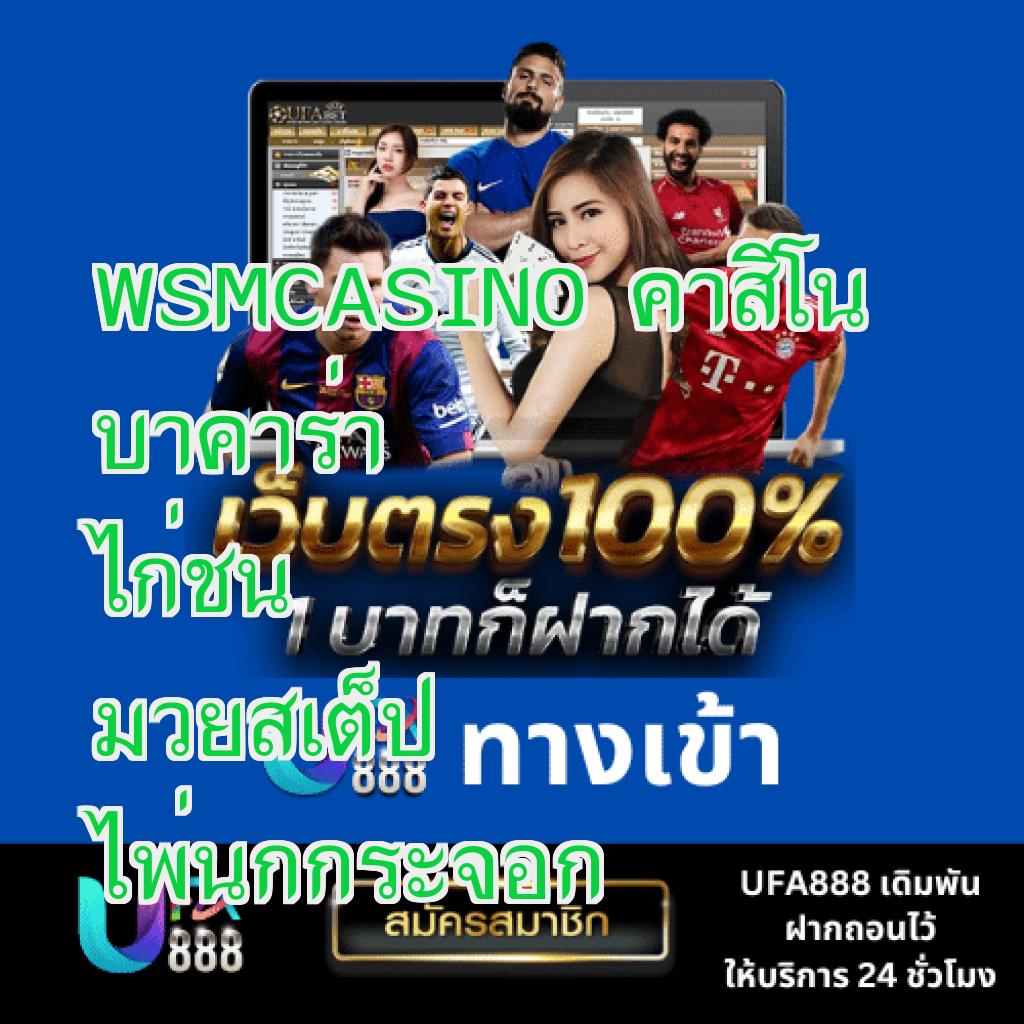 UFABET
WSMCASINO คาสิโน
บาคาร่า
เว็บตรง100%
ไก่ชน
1 บาทก็ฝากได้
มวยสเต็ป
888 ทางเข้า
ไพ่นกกระจอก
888
สมัครสมาชิก
UFA888 เดิมพัน
ฝากถอนไว้
ให้บริการ 24 ชั่วโมง